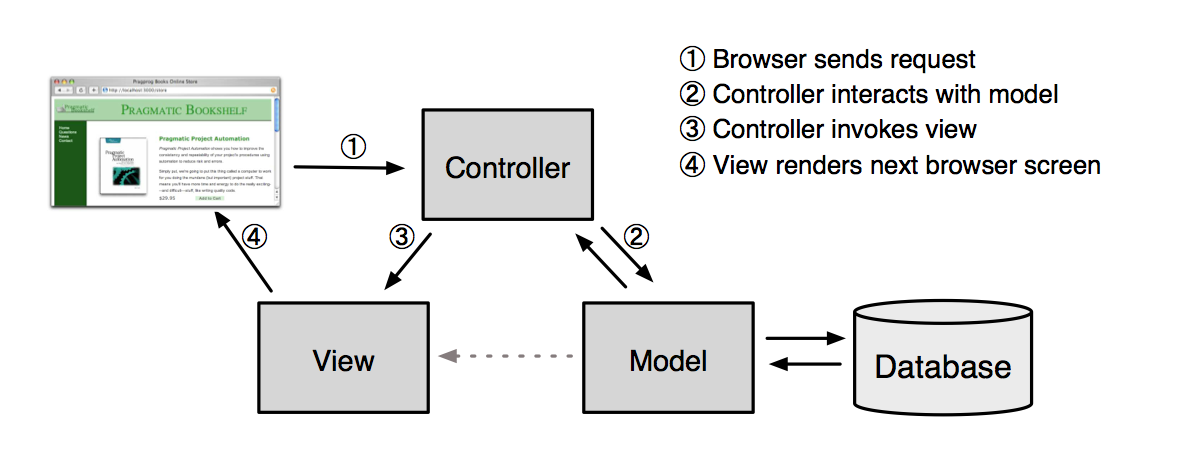 Pragprog Books Online Store
http://localhost:3000/store
Pragmatic
Bookshelf
PRAGMATIC BOOKSHELF
Home
Questions
News
Contact
Pragmatic
Project
Automation
Pragmatic Project Automation
Pragmatic Project Automation shows you how to improve the
consistency and repeatability of your project's procedures using
automation to reduce risk and errors.
Simply put, we're going to put this thing called a computer to work
for you doing the mundane (but important) project stuff. That
means you'll have more time and energy to do the really exciting
—and difficult—stuff, like writing quality code.
$29.95
Add to Cart
① Browser sends request
② Controller interacts with model
③ Controller invokes view
④ View renders next browser screen
①
Controller
④
③
②
View
Model
Database